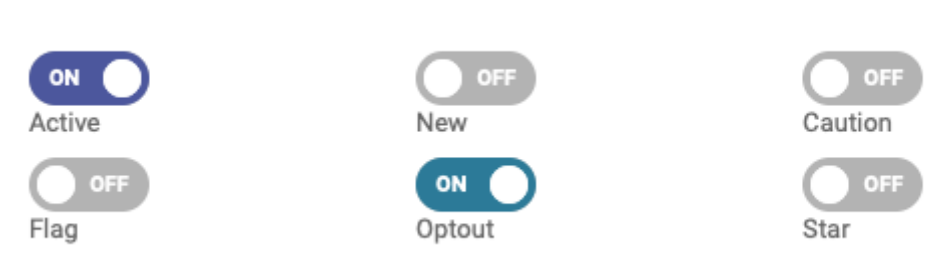 ON OFF OFF
Active New Caution
OFF ON OFF
Flag Optout Star